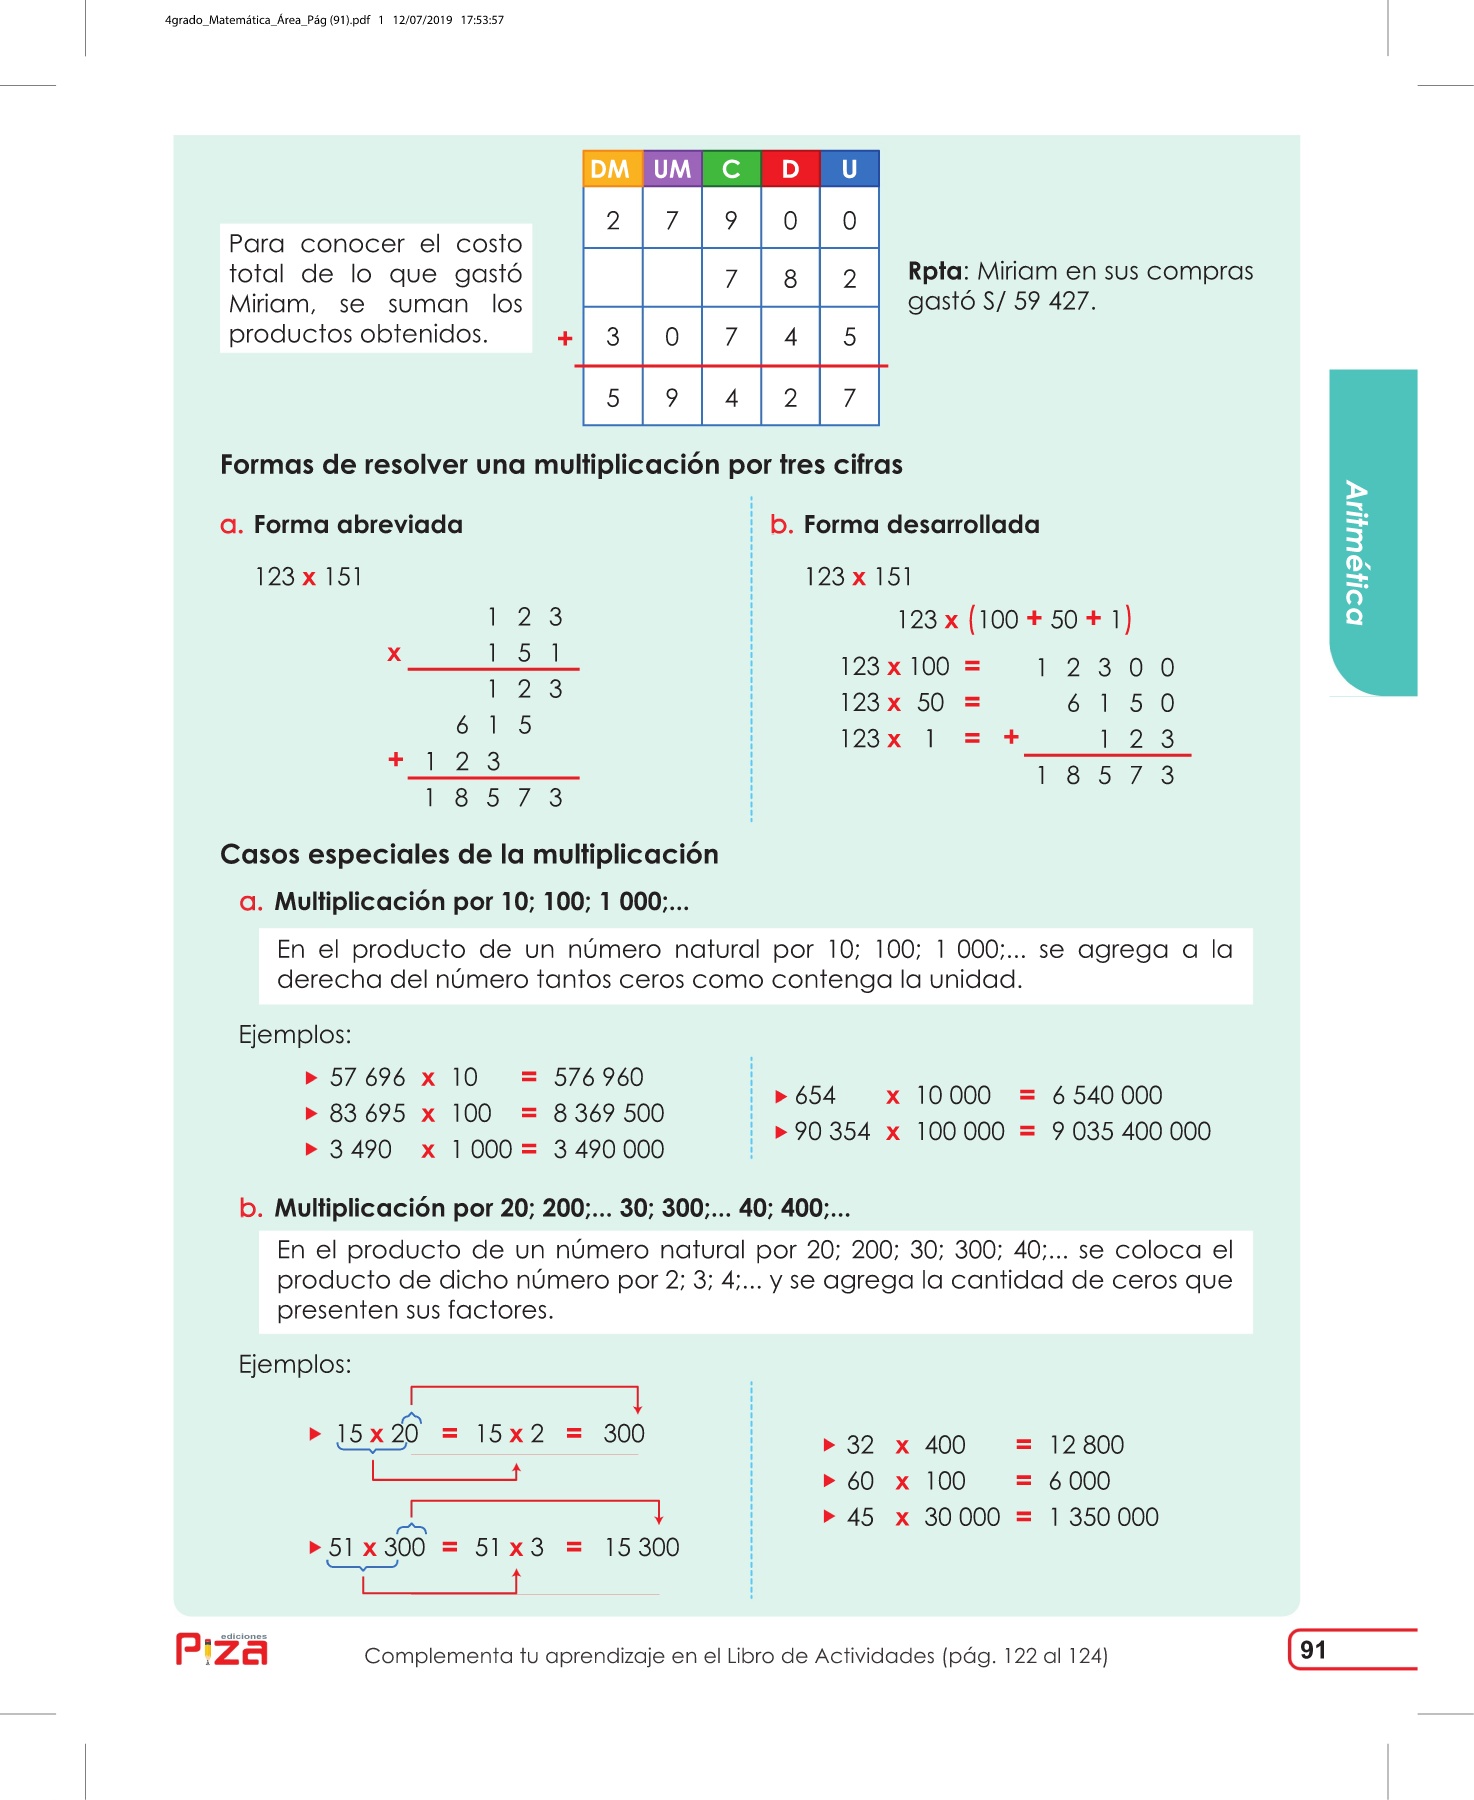 4grado_Matemática_Área_Pág (91).pdf 1 12/07/2019 17:53:57
DM UM C D U
2 7 9 0 0
7 8 2
+ 3 0 7 4 5
5 9 4 2 7
Para conocer el costo
total de lo que gastó
Miriam, se suman los
productos obtenidos.
Rpta: Miriam en sus compras
gastó S/ 59 427.
Aritmética
Formas de resolver una multiplicación por tres cifras
a. Forma abreviada
123 x 151
1 2 3
x 1 5 1
1 2 3
6 1 5
+ 1 2 3
1 8 5 7 3
b. Forma desarrollada
123 x 151
123 x (100 + 50 + 1)
123 x 100 = 1 2 3 0 0
123 x 50 = 6 1 5 0
123 x 1 = + 1 2 3
1 8 5 7 3
Casos especiales de la multiplicación
a. Multiplicación por 10; 100; 1 000;...
En el producto de un número natural por 10; 100; 1 000;... se agrega a la
derecha del número tantos ceros como contenga la unidad.
Ejemplos:
57 696 x 10 = 576 960
83 695 x 100 = 8 369 500
3 490 x 1 000 = 3 490 000
654 x 10 000 = 6 540 000
90 354 x 100 000 = 9 035 400 000
b. Multiplicación por 20; 200;... 30; 300;... 40; 400;...
En el producto de un número natural por 20; 200; 30; 300; 40;... se coloca el
producto de dicho número por 2; 3; 4;... y se agrega la cantidad de ceros que
presenten sus factores.
Ejemplos:
15 x 20 = 15 x 2 = 300
51 x 300 = 51 x 3 = 15 300
32 x 400 = 12 800
60 x 100 = 6 000
45 x 30 000 = 1 350 000
ediciones
Piza
Complementa tu aprendizaje en el Libro de Actividades (pág. 122 al 124)
91